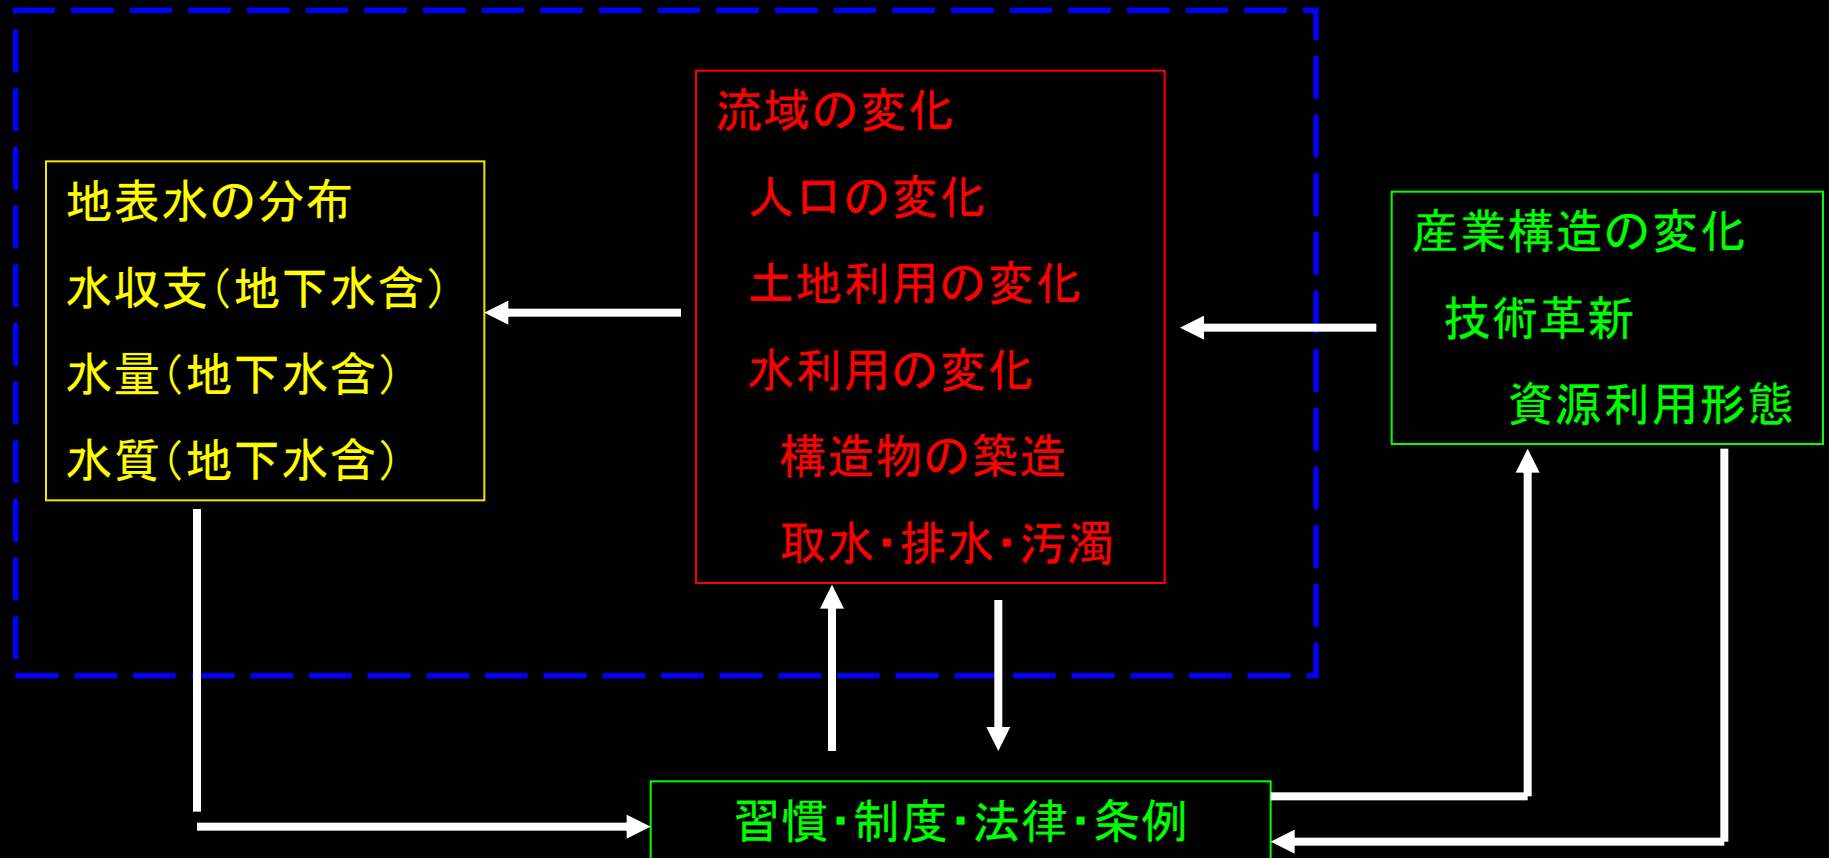 地表水の分布
水収支(地下水含)
水量(地下水含)
水質(地下水含)
流域の変化
人口の変化
土地利用の変化
水利用の変化
構造物の築造
取水・排水・汚濁
産業構造の変化
技術革新
資源利用形態
習慣・制度・法律・条例